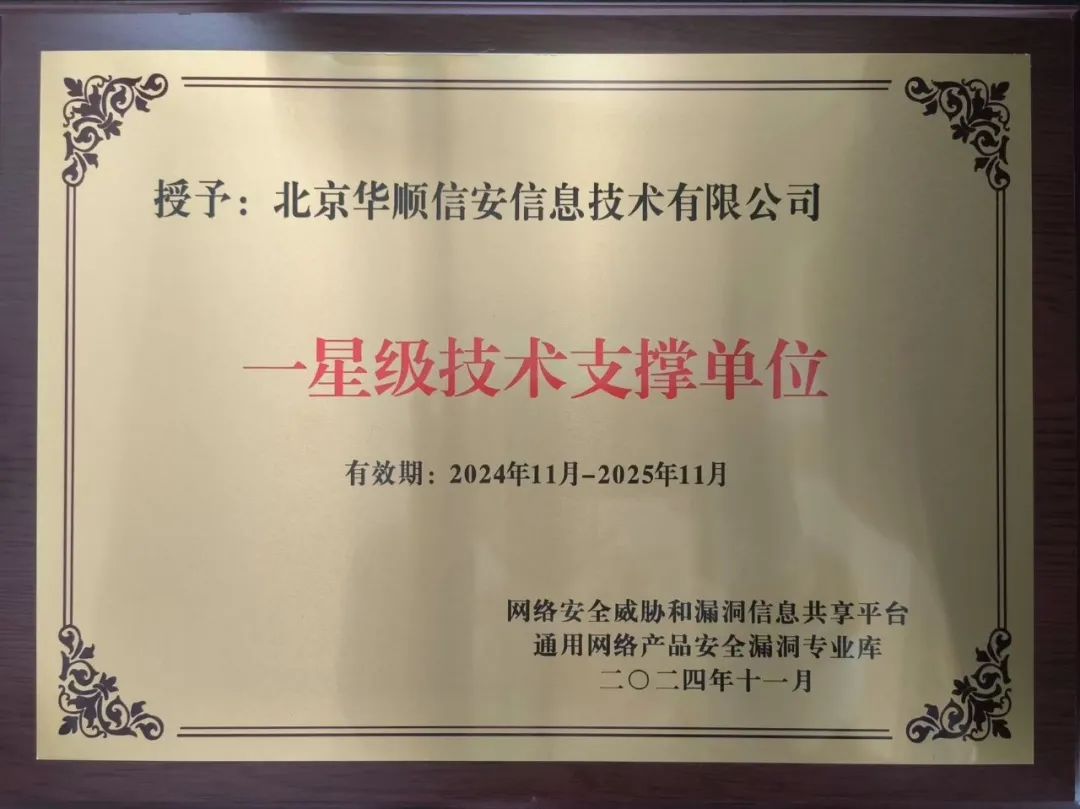 授予：北京华顺信安信息技术有限公司
一星级技术支撑单位
有效期：2024年11月-2025年11月
网络安全威胁和漏洞信息共享平台
通用网络产品安全漏洞专业库
二〇二四年十一月